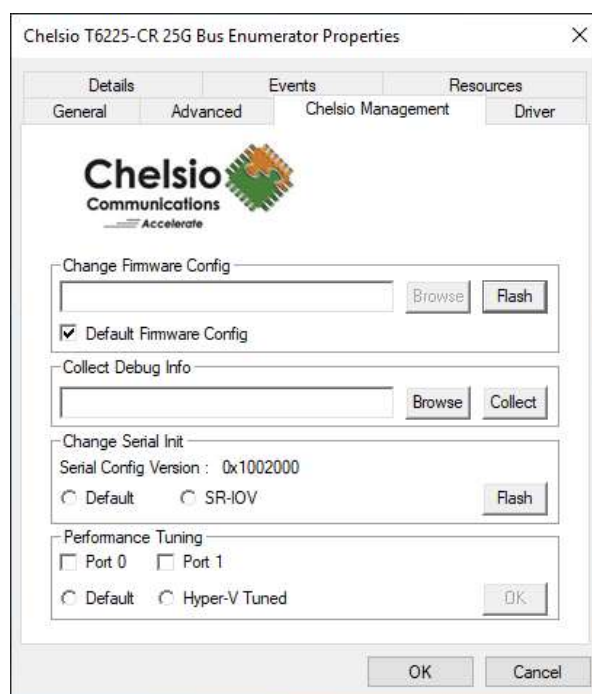 Chelsio T6225-CR 25G Bus Enumerator Properties
Details Events Resources
General Advanced Chelsio Management Driver
Chelsio
Communications
Accelerate
Change Firmware Config
Browse Flash
Default Firmware Config
Collect Debug Info
Browse Collect
Change Serial Init
Serial Config Version : 0x1002000
Default SR-IOV Flash
Performance Tuning
Port 0 Port 1
Default Hyper-V Tuned OK
OK Cancel